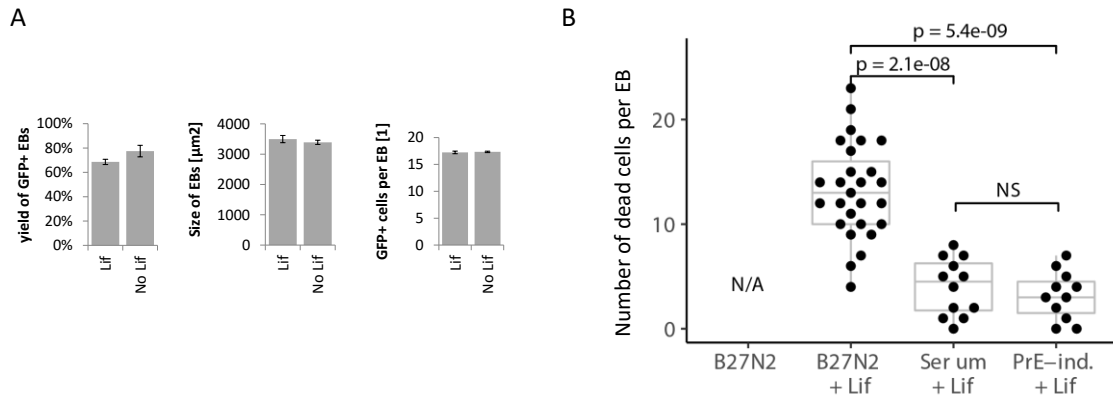 A
B
yield of GFP+ EBs
100%
80%
60%
40%
20%
0%
Lif
No Lif
Size of EBs [µm2]
4000
3000
2000
1000
0
Lif
No Lif
GFP+ cells per EB [1]
20
15
10
5
0
Lif
No Lif
Number of dead cells per EB
20
10
0
p = 5.4e-09
p = 2.1e-08
NS
N/A
B27N2
B27N2
+ Lif
Ser um
+ Lif
PrE−ind.
+ Lif